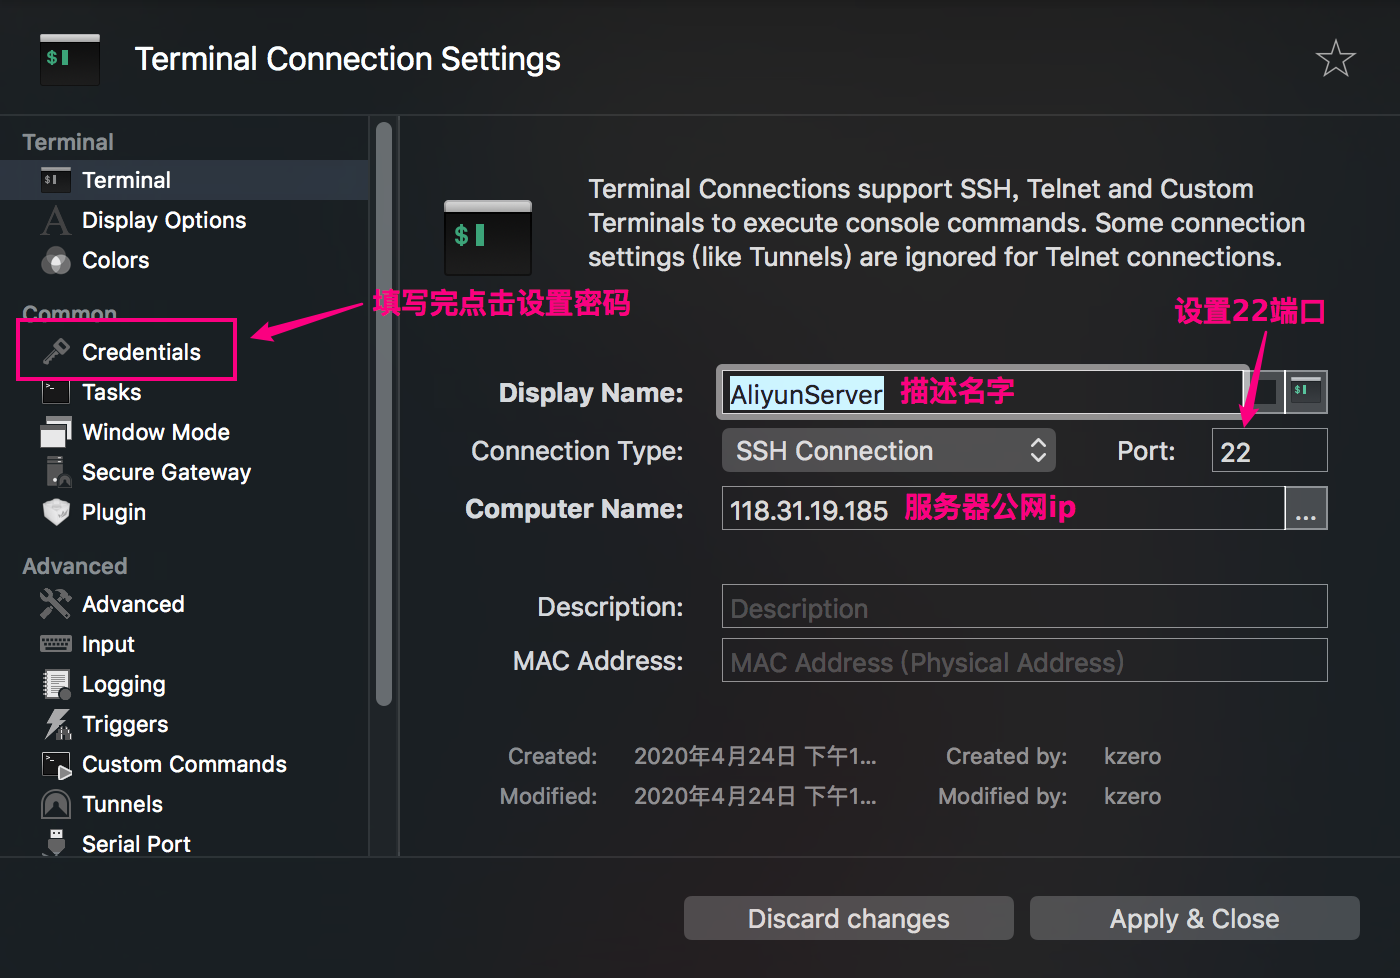 $
Terminal Connection Settings
Terminal
$ Terminal
Display Options
Colors
Common
Credentials
Tasks
Window Mode
Secure Gateway
Plugin
Advanced
Advanced
Input
Logging
Triggers
Custom Commands
Tunnels
Serial Port
$
Terminal Connections support SSH, Telnet and Custom
Terminals to execute console commands. Some connection
settings (like Tunnels) are ignored for Telnet connections.
填写完点击设置密码
设置22端口
Display Name: AliyunServer 描述名字 $
Connection Type: SSH Connection Port: 22
Computer Name: 118.31.19.185 服务器公网ip ...
Description: Description
MAC Address: MAC Address (Physical Address)
Created: 2020年4月24日 下午1... Created by: kzero
Modified: 2020年4月24日 下午1... Modified by: kzero
Discard changes Apply & Close